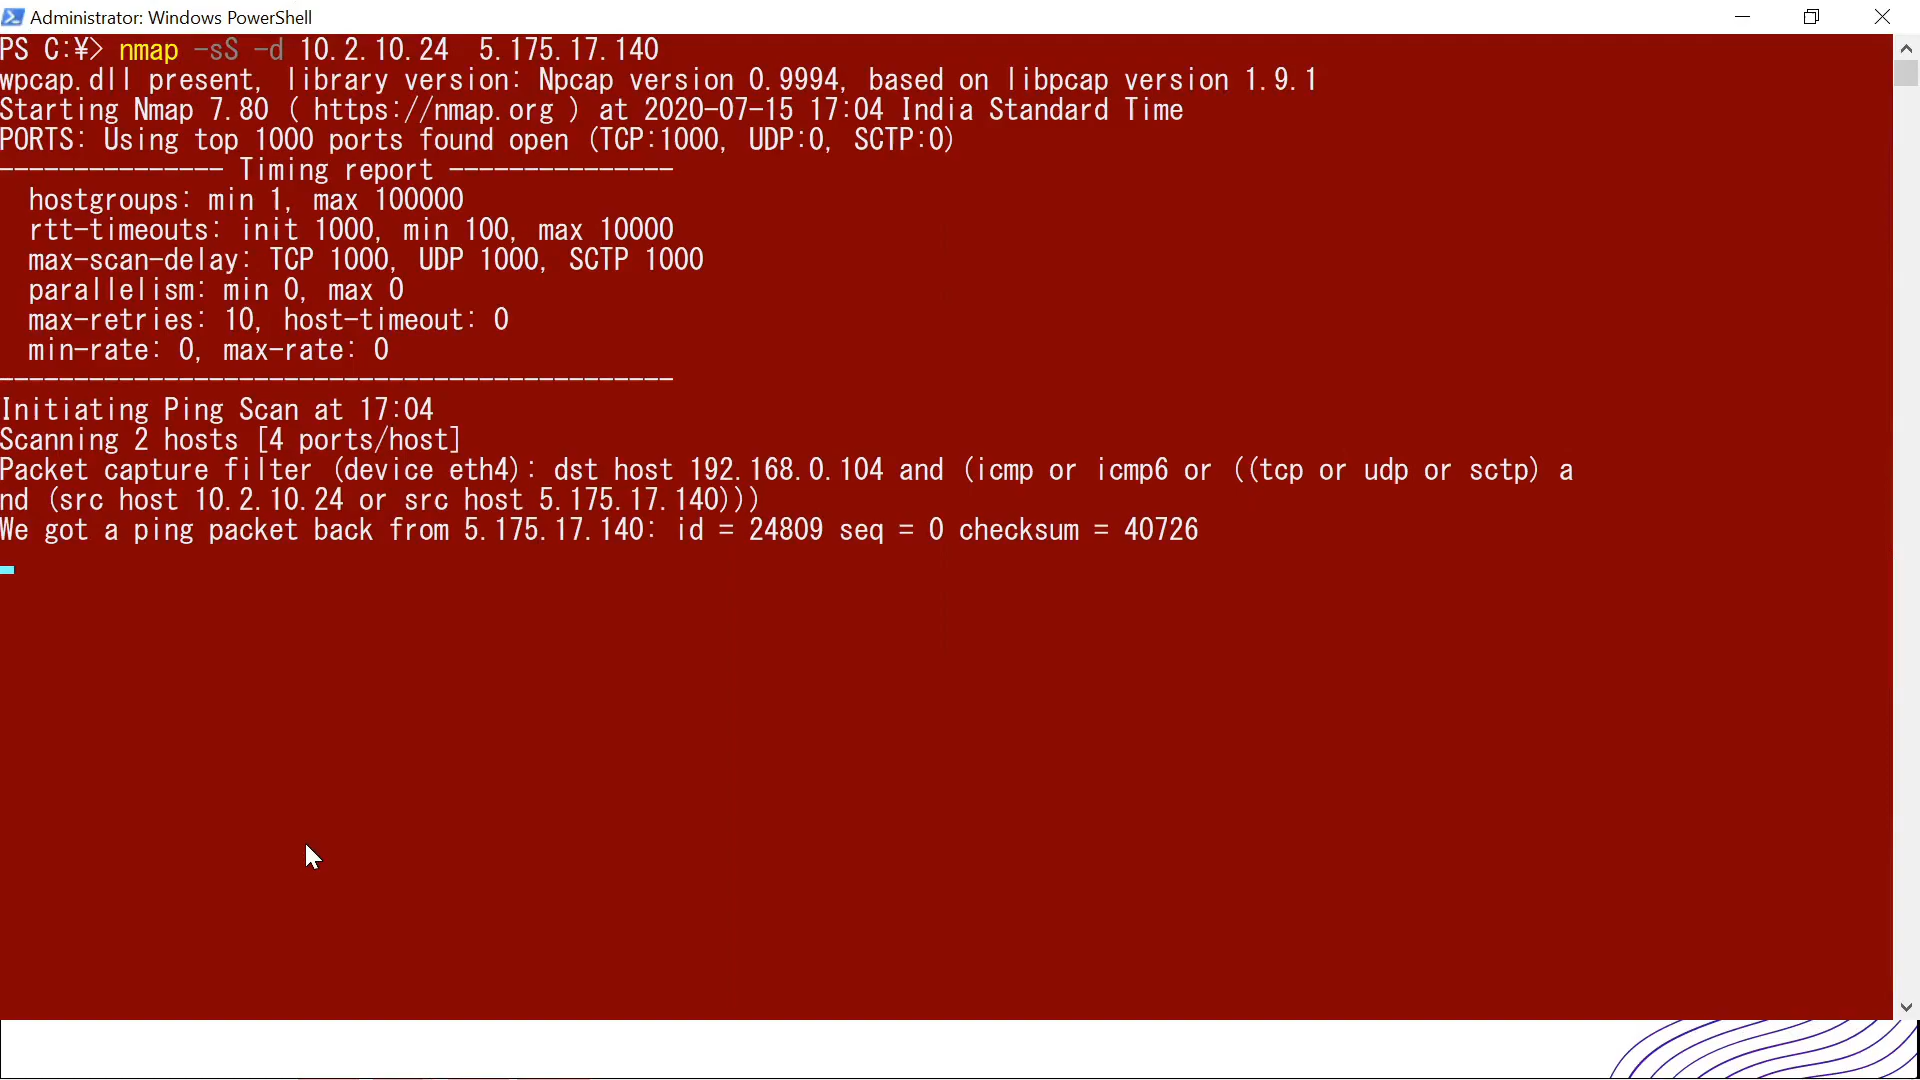 Administrator: Windows PowerShell
PS C:¥> nmap -sS -d 10.2.10.24  5.175.17.140
wpcap.dll present, library version: Npcap version 0.9994, based on libpcap version 1.9.1
Starting Nmap 7.80 ( https://nmap.org ) at 2020-07-15 17:04 India Standard Time
PORTS: Using top 1000 ports found open (TCP:1000, UDP:0, SCTP:0)
--------------- Timing report ---------------
  hostgroups: min 1, max 100000
  rtt-timeouts: init 1000, min 100, max 10000
  max-scan-delay: TCP 1000, UDP 1000, SCTP 1000
  parallelism: min 0, max 0
  max-retries: 10, host-timeout: 0
  min-rate: 0, max-rate: 0
---------------------------------------------
Initiating Ping Scan at 17:04
Scanning 2 hosts [4 ports/host]
Packet capture filter (device eth4): dst host 192.168.0.104 and (icmp or icmp6 or ((tcp or udp or sctp) a
nd (src host 10.2.10.24 or src host 5.175.17.140)))
We got a ping packet back from 5.175.17.140: id = 24809 seq = 0 checksum = 40726